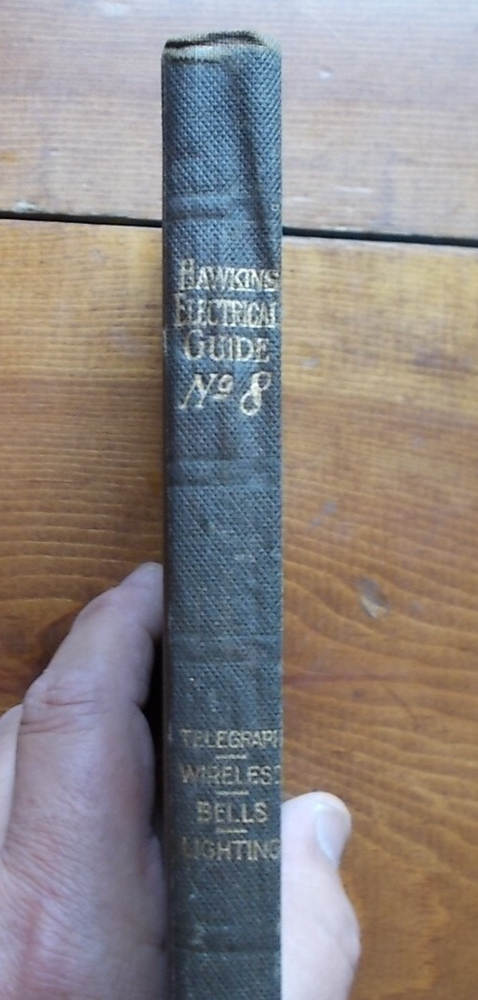 HAWKINS
ELECTRICAL
GUIDE
No 8
TELEGRAPH
WIRELESS
BELLS
LIGHTING